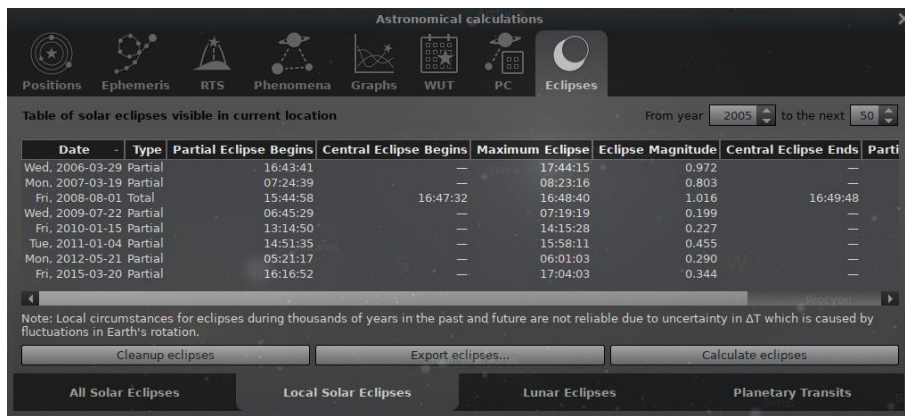 Astronomical calculations
Positions Ephemeris RTS Phenomena Graphs WUT PC Eclipses
Table of solar eclipses visible in current location From year 2005 to the next 50
Date - Type Partial Eclipse Begins Central Eclipse Begins Maximum Eclipse Eclipse Magnitude Central Eclipse Ends Parti
Wed, 2006-03-29 Partial 16:43:41 — 17:44:15 0.972 —
Mon, 2007-03-19 Partial 07:24:39 — 08:23:16 0.803 —
Fri, 2008-08-01 Total 15:44:58 16:47:32 16:48:40 1.016 16:49:48
Wed, 2009-07-22 Partial 06:45:29 — 07:19:19 0.199 —
Fri, 2010-01-15 Partial 13:14:50 — 14:15:28 0.227 —
Tue, 2011-01-04 Partial 14:51:35 — 15:58:11 0.455 —
Mon, 2012-05-21 Partial 05:21:17 — 06:01:03 0.290 —
Fri, 2015-03-20 Partial 16:16:52 — 17:04:03 0.344 —
S W
Procyon
Note: Local circumstances for eclipses during thousands of years in the past and future are not reliable due to uncertainty in ΔT which is caused by
fluctuations in Earth's rotation.
Cleanup eclipses Export eclipses... Calculate eclipses
All Solar Eclipses Local Solar Eclipses Lunar Eclipses Planetary Transits